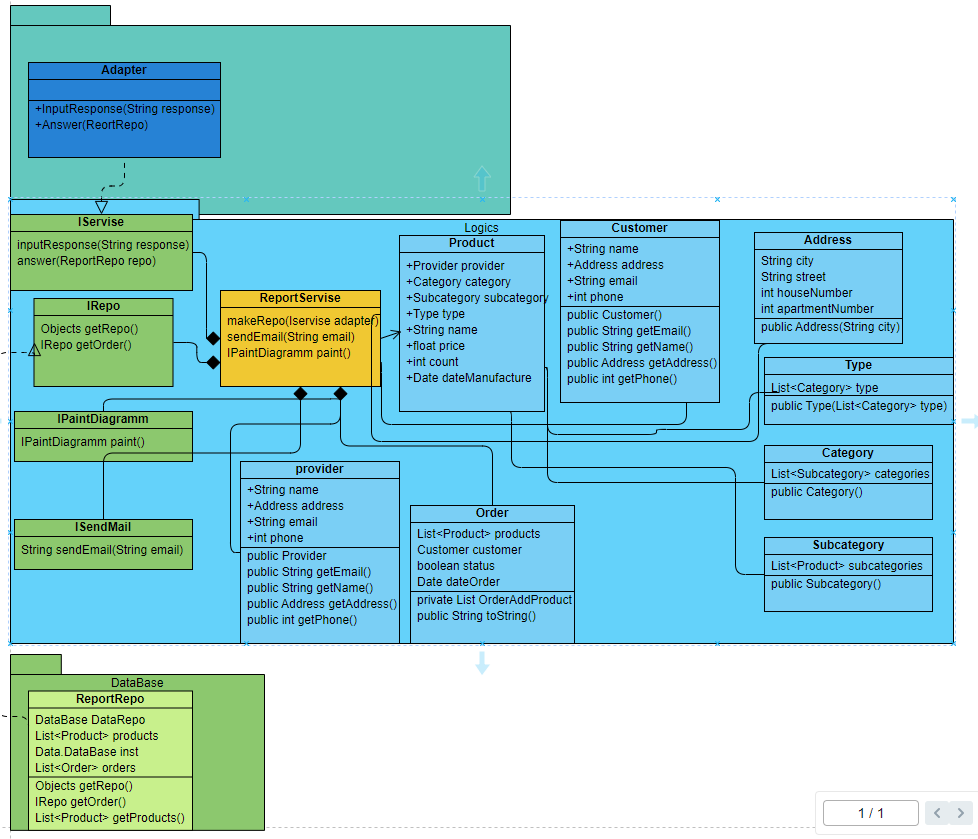 Adapter
+InputResponse(String response)
+Answer(ReortRepo)
IServise
inputResponse(String response)
answer(ReportRepo repo)
IRepo
Objects getRepo()
IRepo getOrder()
ReportServise
makeRepo(Iservise adapter)
sendEmail(String email)
IPaintDiagramm paint()
IPaintDiagramm
IPaintDiagramm paint()
ISendMail
String sendEmail(String email)
Logics
Product
+Provider provider
+Category category
+Subcategory subcategory
+Type type
+String name
+float price
+int count
+Date dateManufacture
Customer
+String name
+Address address
+String email
+int phone
public Customer()
public String getEmail()
public String getName()
public Address getAddress()
public int getPhone()
Address
String city
String street
int houseNumber
int apartmentNumber
public Address(String city)
Type
List<Category> type
public Type(List<Category> type)
Category
List<Subcategory> categories
public Category()
Subcategory
List<Product> subcategories
public Subcategory()
provider
+String name
+Address address
+String email
+int phone
public Provider
public String getEmail()
public String getName()
public Address getAddress()
public int getPhone()
Order
List<Product> products
Customer customer
boolean status
Date dateOrder
private List OrderAddProduct
public String toString()
DataBase
ReportRepo
DataBase DataRepo
List<Product> products
Data.DataBase inst
List<Order> orders
Objects getRepo()
IRepo getOrder()
List<Product> getProducts()
1 / 1